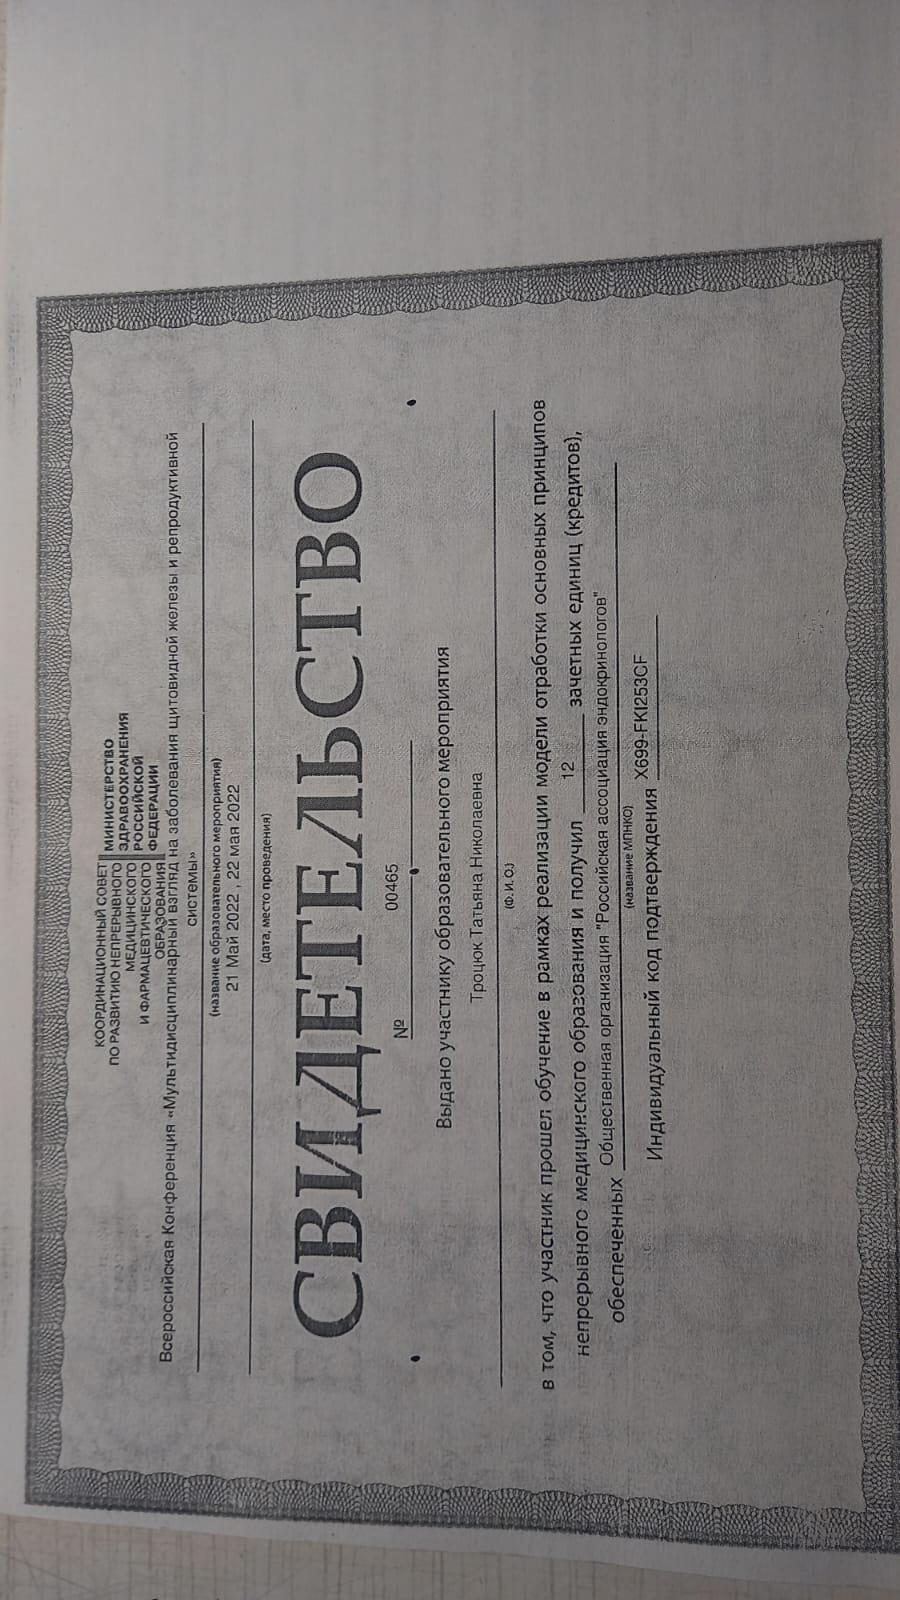 КООРДИНАЦИОННЫЙ СОВЕТ
ПО РАЗВИТИЮ НЕПРЕРЫВНОГО
МЕДИЦИНСКОГО
И ФАРМАЦЕВТИЧЕСКОГО
ОБРАЗОВАНИЯ
МИНИСТЕРСТВО
ЗДРАВООХРАНЕНИЯ
РОССИЙСКОЙ
ФЕДЕРАЦИИ
Всероссийская Конференция «Мультидисциплинарный взгляд на заболевания щитовидной железы и репродуктивной
системы»
(название образовательного мероприятия)
21 Май 2022 , 22 мая 2022
(дата, место проведения)
СВИДЕТЕЛЬСТВО
№ 00465
Выдано участнику образовательного мероприятия
Троцюк Татьяна Николаевна
(Ф. И. О.)
в том, что участник прошел обучение в рамках реализации модели отработки основных принципов
непрерывного медицинского образования и получил 12 зачетных единиц (кредитов),
обеспеченных Общественная организация "Российская ассоциация эндокринологов"
(название МПНКО)
Индивидуальный код подтверждения X699-FKI253CF